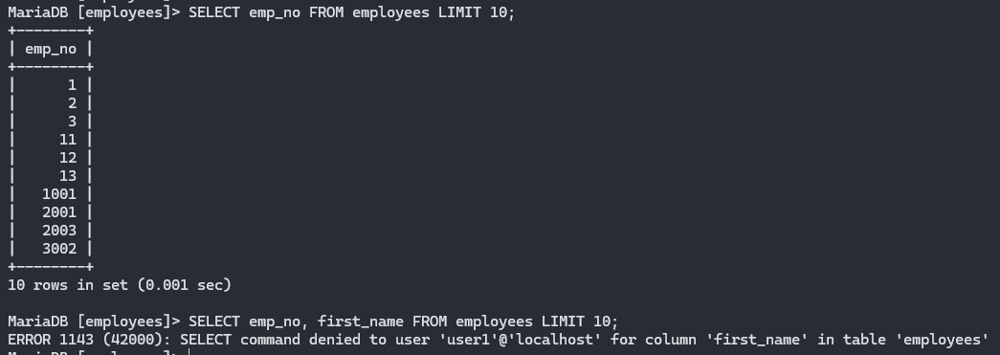 MariaDB [employees]> SELECT emp_no FROM employees LIMIT 10;
+--------+
| emp_no |
+--------+
|      1 |
|      2 |
|      3 |
|     11 |
|     12 |
|     13 |
|   1001 |
|   2001 |
|   2003 |
|   3002 |
+--------+
10 rows in set (0.001 sec)

MariaDB [employees]> SELECT emp_no, first_name FROM employees LIMIT 10;
ERROR 1143 (42000): SELECT command denied to user 'user1'@'localhost' for column 'first_name' in table 'employees'
MariaDB [employees]>